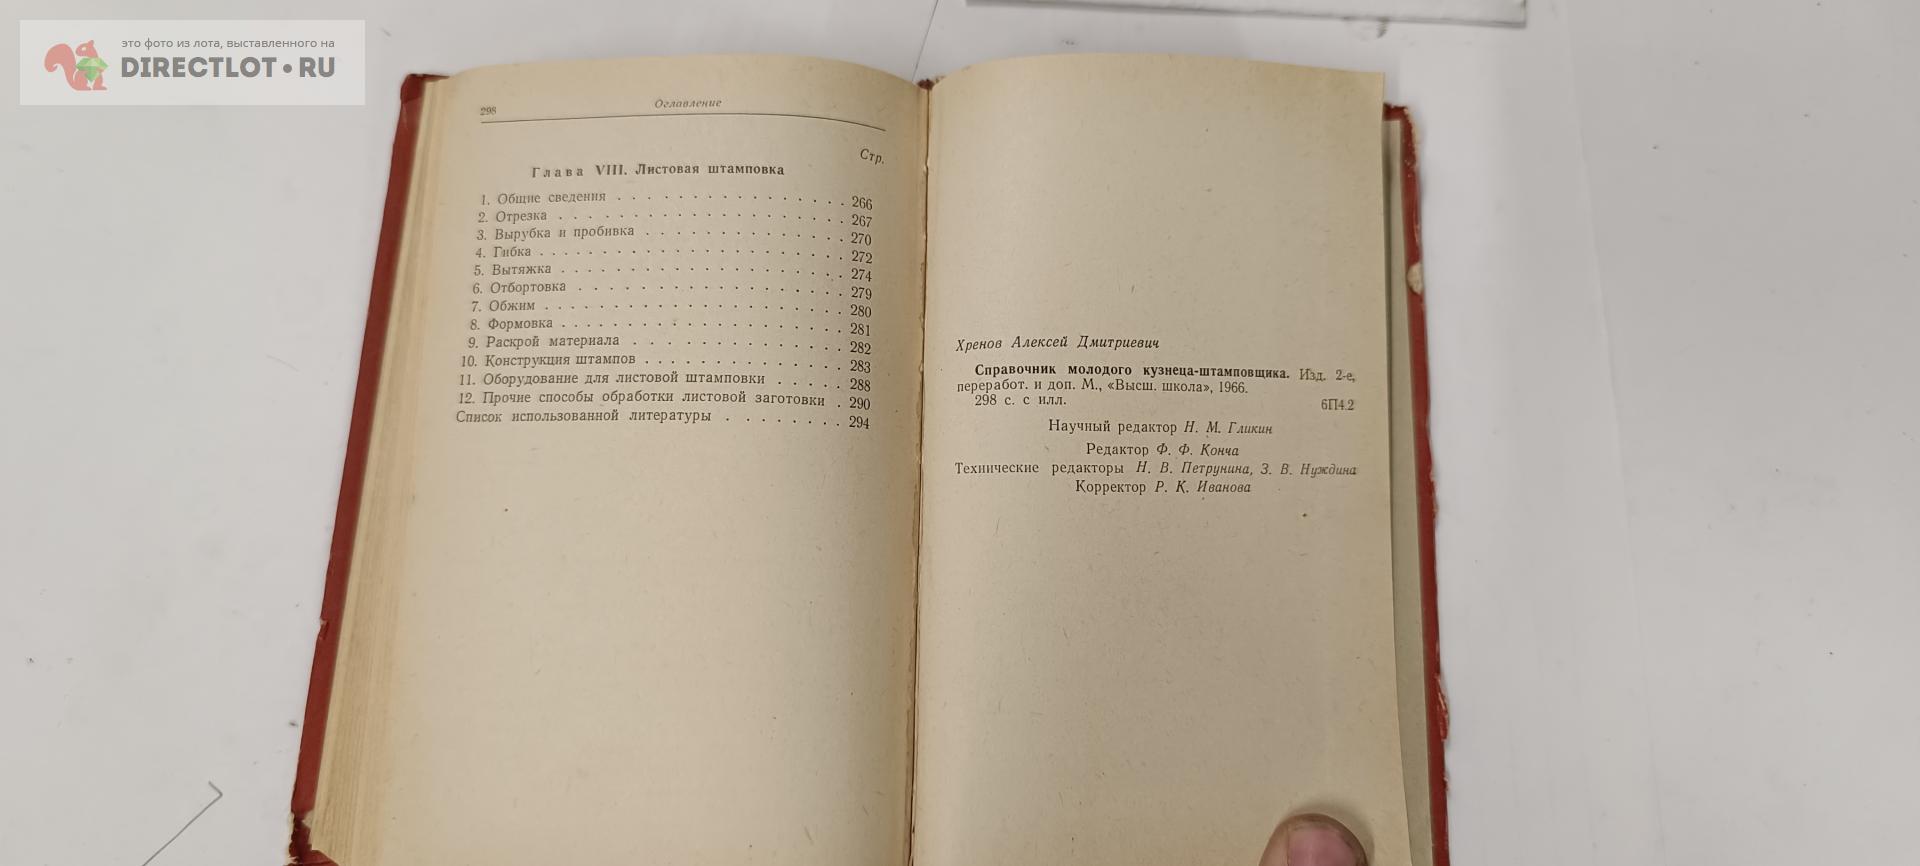 это фото из лота, выставленного на
DIRECTLOT•RU
298
Оглавление
Стр.
Глава VIII. Листовая штамповка
1. Общие сведения . . . . . . . . . . . . . . . 266
2. Отрезка . . . . . . . . . . . . . . . . . . . 267
3. Вырубка и пробивка . . . . . . . . . . . . . 270
4. Гибка . . . . . . . . . . . . . . . . . . . . 272
5. Вытяжка . . . . . . . . . . . . . . . . . . . 274
6. Отбортовка . . . . . . . . . . . . . . . . . 279
7. Обжим . . . . . . . . . . . . . . . . . . . . 280
8. Формовка . . . . . . . . . . . . . . . . . . 281
9. Раскрой материала . . . . . . . . . . . . . 282
10. Конструкция штампов . . . . . . . . . . . . 283
11. Оборудование для листовой штамповки . . . . . 288
12. Прочие способы обработки листовой заготовки . 290
Список использованной литературы . . . . . . . 294
Хренов Алексей Дмитриевич
Справочник молодого кузнеца-штамповщика. Изд. 2-е,
переработ. и доп. М., «Высш. школа», 1966.
298 с. с илл.
6П4.2
Научный редактор Н. М. Гликин
Редактор Ф. Ф. Конча
Технические редакторы Н. В. Петрунина, З. В. Нуждина
Корректор Р. К. Иванова